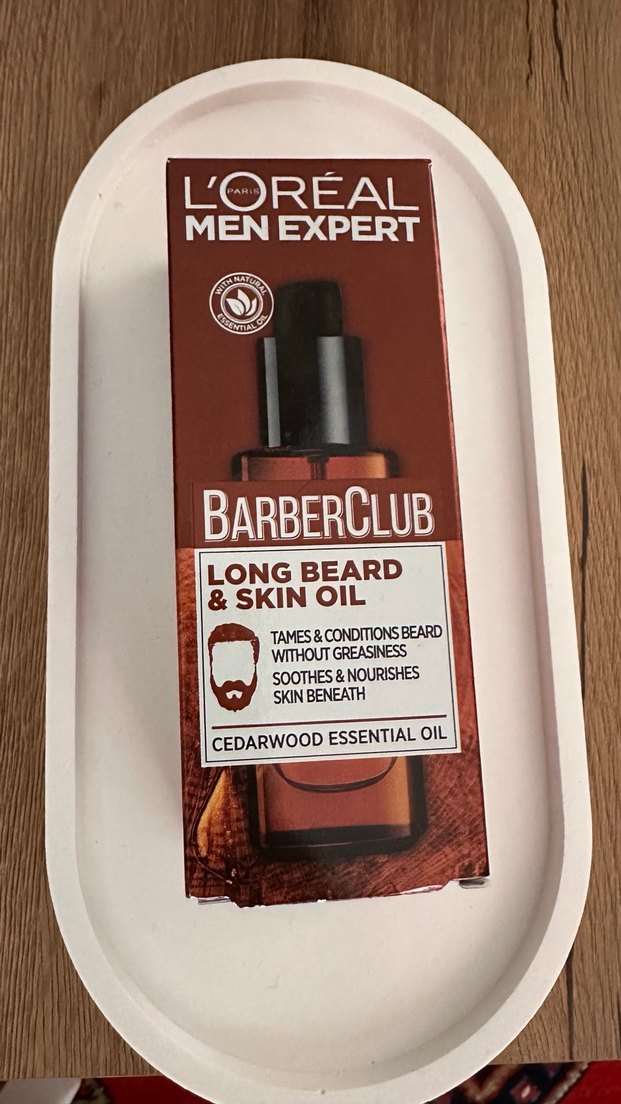 L'ORÉAL
PARIS
MEN EXPERT
WITH NATURAL
ESSENTIAL OIL
BARBERCLUB
LONG BEARD
& SKIN OIL
TAMES & CONDITIONS BEARD
WITHOUT GREASINESS
SOOTHES & NOURISHES
SKIN BENEATH
CEDARWOOD ESSENTIAL OIL